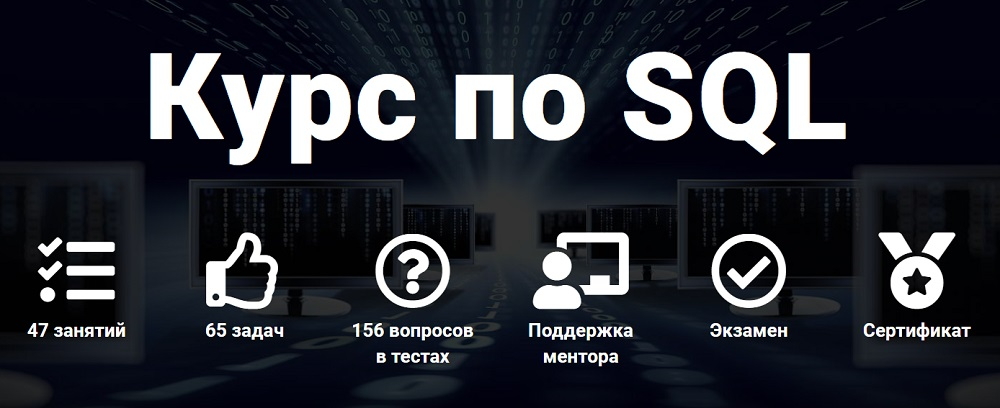 Курс по SQL
47 занятий
65 задач
156 вопросов
в тестах
Поддержка
ментора
Экзамен
Сертификат